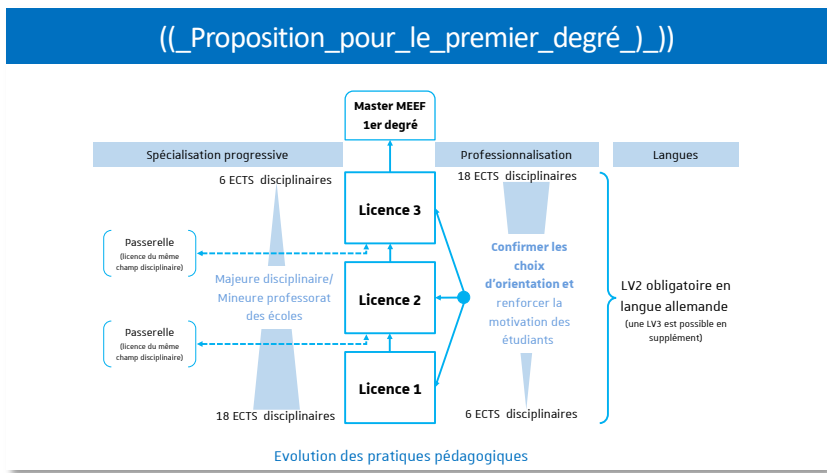 ((_Proposition_pour_le_premier_degré_)_))
Master MEEF
1er degré
Spécialisation progressive
Professionnalisation
Langues
6 ECTS disciplinaires
18 ECTS disciplinaires
Licence 3
Passerelle
(licence du même
champ disciplinaire)
Majeure disciplinaire/
Mineure professorat
des écoles
Licence 2
Confirmer les
choix
d'orientation et
renforcer la
motivation des
étudiants
LV2 obligatoire en
langue allemande
(une LV3 est possible en
supplément)
Passerelle
(licence du même
champ disciplinaire)
Licence 1
18 ECTS disciplinaires
6 ECTS disciplinaires
Evolution des pratiques pédagogiques